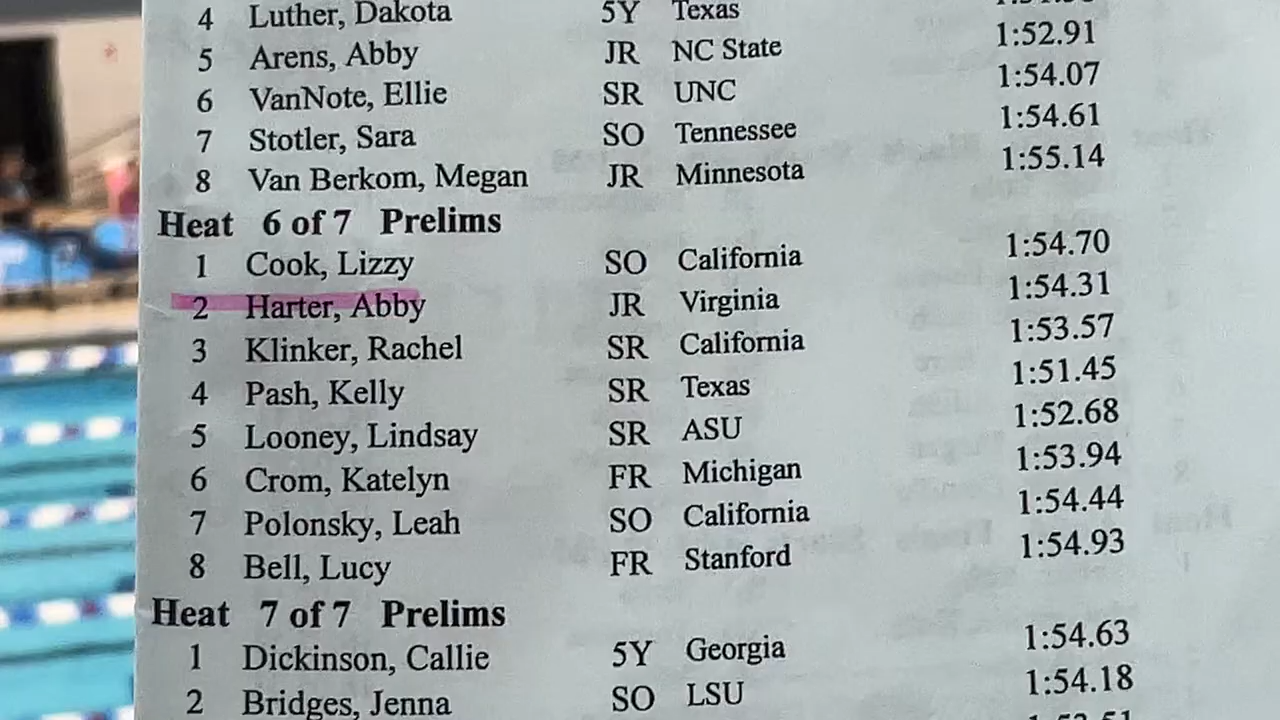 4 Luther, Dakota 5Y Texas
5 Arens, Abby JR NC State 1:52.91
6 VanNote, Ellie SR UNC 1:54.07
7 Stotler, Sara SO Tennessee 1:54.61
8 Van Berkom, Megan JR Minnesota 1:55.14
Heat 6 of 7 Prelims
1 Cook, Lizzy SO California 1:54.70
2 Harter, Abby JR Virginia 1:54.31
3 Klinker, Rachel SR California 1:53.57
4 Pash, Kelly SR Texas 1:51.45
5 Looney, Lindsay SR ASU 1:52.68
6 Crom, Katelyn FR Michigan 1:53.94
7 Polonsky, Leah SO California 1:54.44
8 Bell, Lucy FR Stanford 1:54.93
Heat 7 of 7 Prelims
1 Dickinson, Callie 5Y Georgia 1:54.63
2 Bridges, Jenna SO LSU 1:54.18